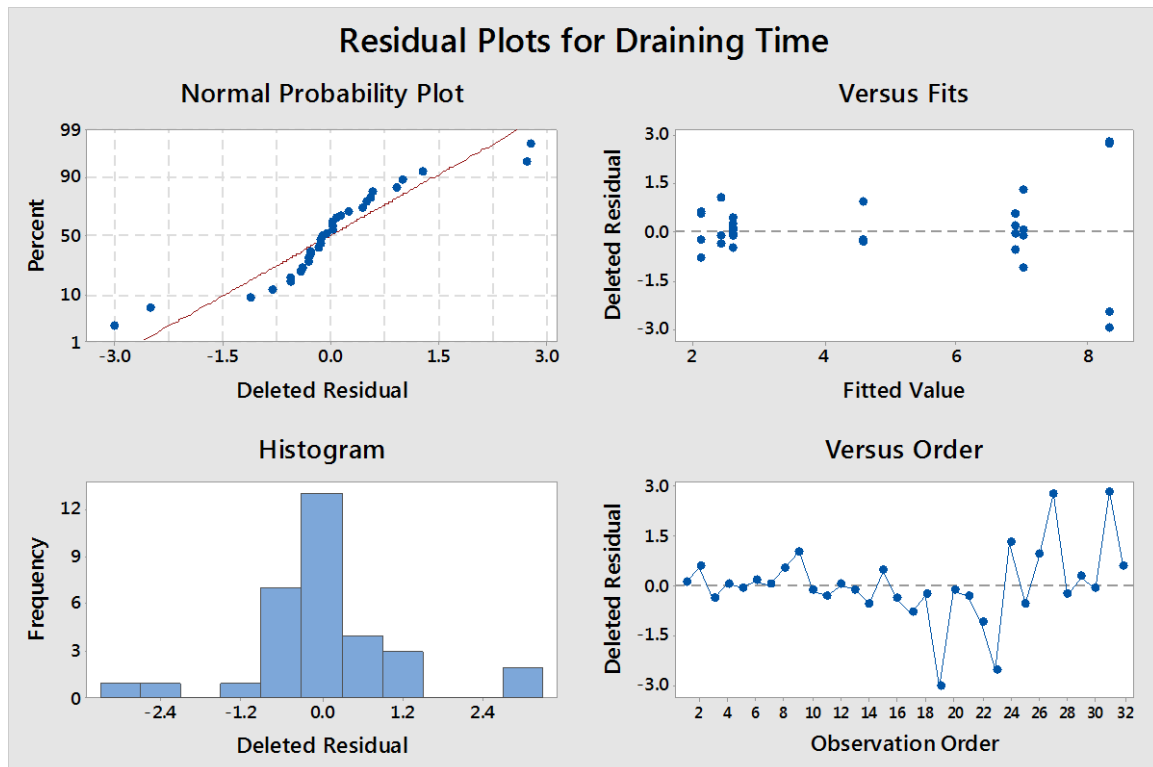 Residual Plots for Draining Time
Normal Probability Plot
99
90
50
10
1
Percent
-3.0 -1.5 0.0 1.5 3.0
Deleted Residual
Versus Fits
3.0
1.5
0.0
-1.5
-3.0
Deleted Residual
2 4 6 8
Fitted Value
Histogram
12
9
6
3
0
Frequency
-2.4 -1.2 0.0 1.2 2.4
Deleted Residual
Versus Order
3.0
1.5
0.0
-1.5
-3.0
Deleted Residual
2 4 6 8 10 12 14 16 18 20 22 24 26 28 30 32
Observation Order